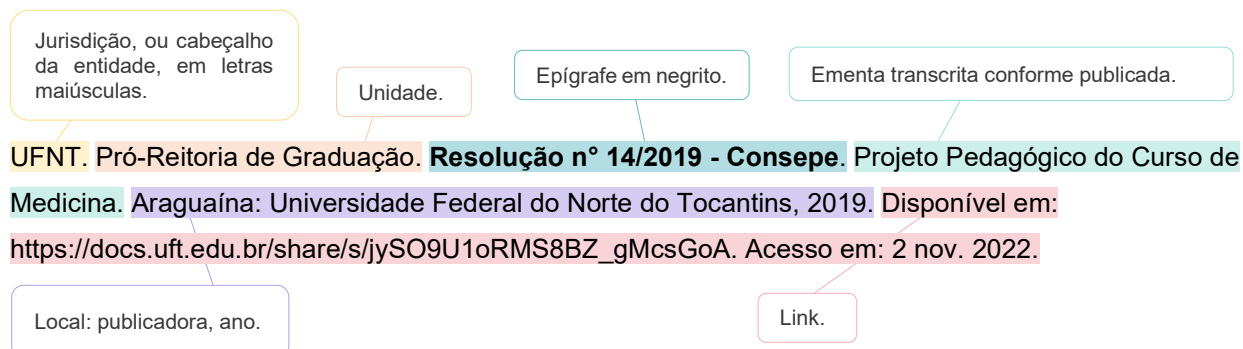 Jurisdição, ou cabeçalho
da entidade, em letras
maiúsculas.
Unidade.
Epígrafe em negrito.
Ementa transcrita conforme publicada.
UFNT. Pró-Reitoria de Graduação. Resolução n° 14/2019 - Consepe. Projeto Pedagógico do Curso de
Medicina. Araguaína: Universidade Federal do Norte do Tocantins, 2019. Disponível em:
https://docs.uft.edu.br/share/s/jySO9U1oRMS8BZ_gMcsGoA. Acesso em: 2 nov. 2022.
Local: publicadora, ano.
Link.